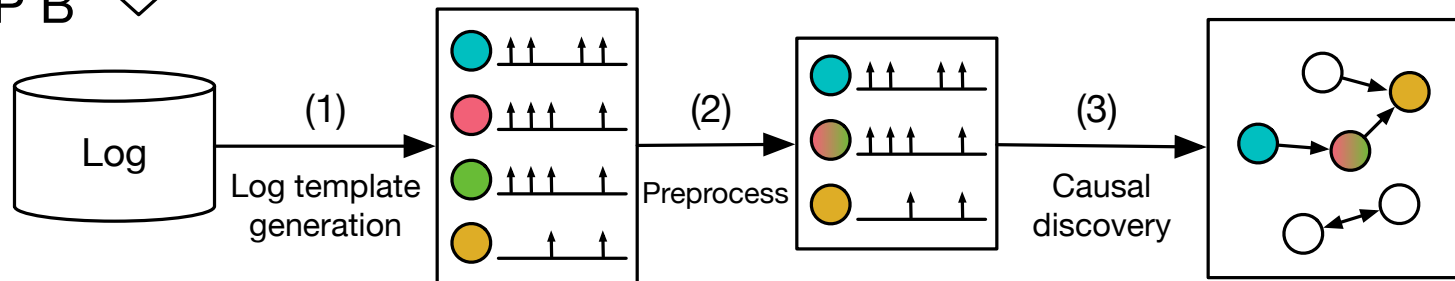 P B
Log
(1)
Log template
generation
(2)
Preprocess
(3)
Causal
discovery